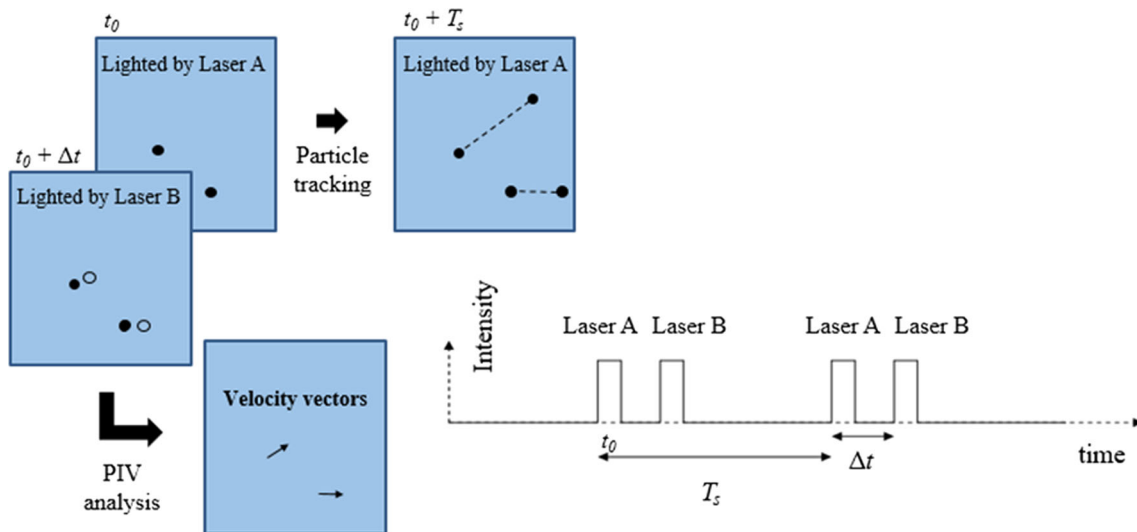 t₀
Lighted by Laser A
t₀ + Δt
Lighted by Laser B
Particle
tracking
t₀ + Tₛ
Lighted by Laser A
PIV
analysis
Velocity vectors
Intensity
Laser A
Laser B
Laser A
Laser B
t₀
Δt
Tₛ
time